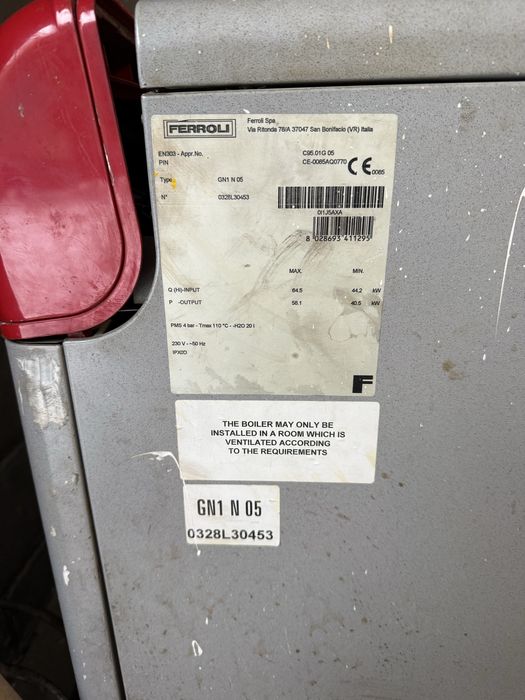 FERROLI
Ferroli Spa
Via Ritonda 78/A 37047 San Bonifacio (VR) Italia
EN303 - Appr.No. C95.01G 05
PIN CE-0085AQ0770 CE 0085
Type GN1 N 05
N° 0328L30453
0I1J5AXA
8 028693 411295
MAX. MIN.
Q (Hi)-INPUT 64.5 44.2 kW
P -OUTPUT 58.1 40.5 kW
PMS 4 bar - Tmax 110 °C - H2O 20 l
230 V - ~50 Hz
IPX0D
F
THE BOILER MAY ONLY BE
INSTALLED IN A ROOM WHICH IS
VENTILATED ACCORDING
TO THE REQUIREMENTS
GN1 N 05
0328L30453